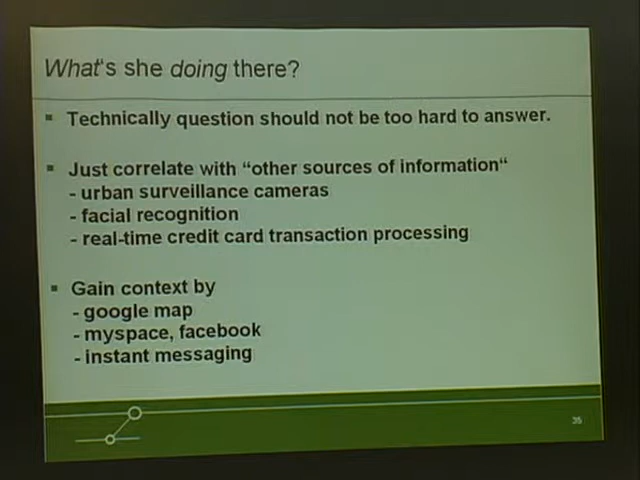 What's she doing there?
▪ Technically question should not be too hard to answer.
▪ Just correlate with “other sources of information“
- urban surveillance cameras
- facial recognition
- real-time credit card transaction processing
▪ Gain context by
- google map
- myspace, facebook
- instant messaging
35